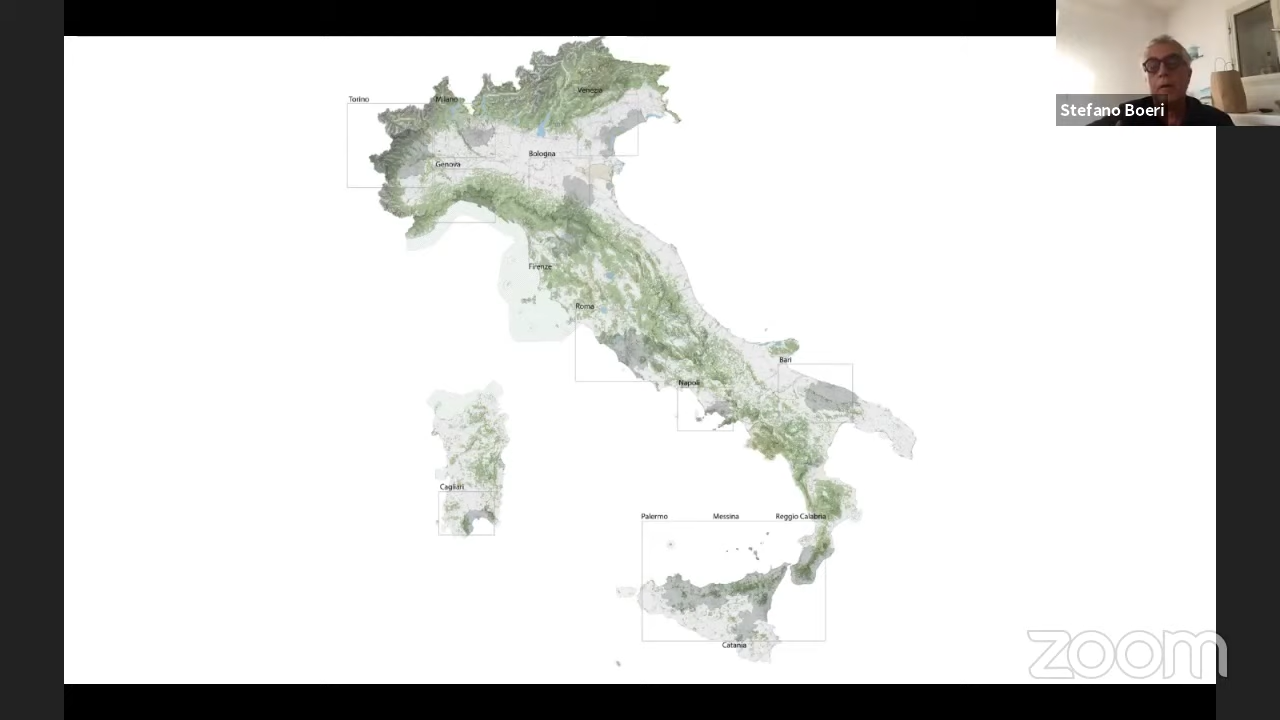 Stefano Boeri
Torino
Milano
Venezia
Genova
Bologna
Firenze
Roma
Bari
Napoli
Cagliari
Palermo
Messina
Reggio Calabria
Catania
zoom